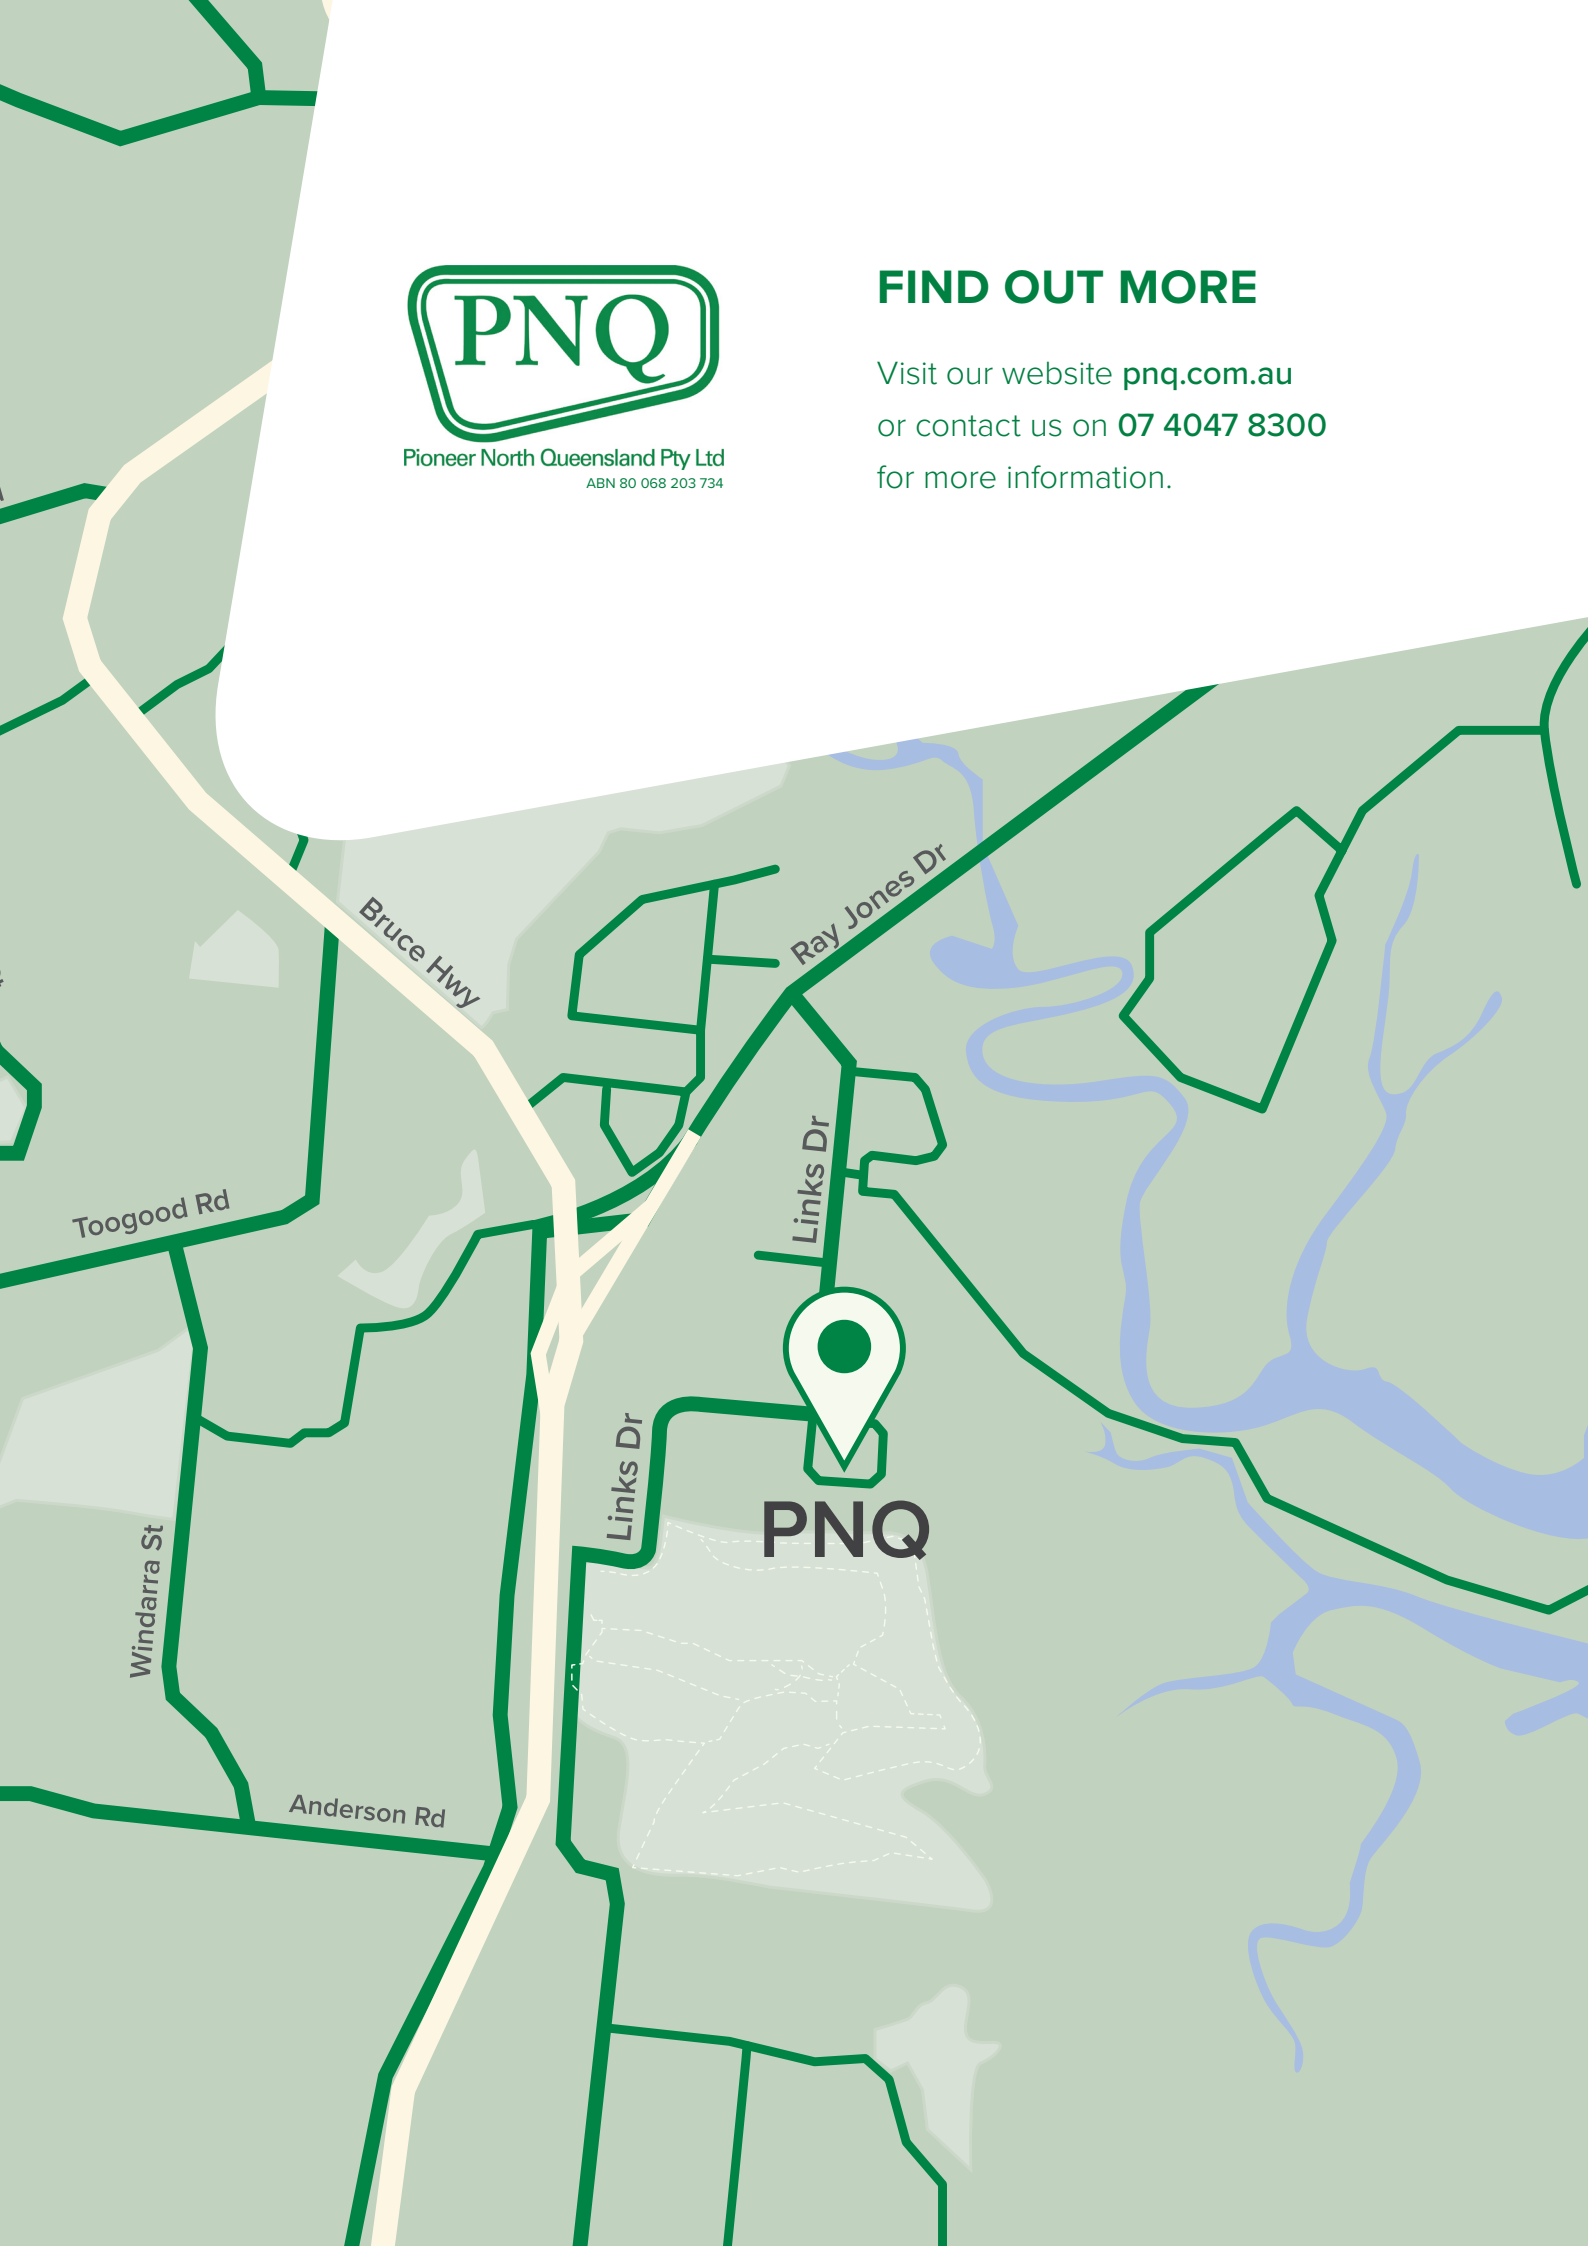 PNQ
Pioneer North Queensland Pty Ltd
ABN 80 068 203 734
FIND OUT MORE
Visit our website pnq.com.au
or contact us on 07 4047 8300
for more information.
Bruce Hwy
Ray Jones Dr
Links Dr
Toogood Rd
Links Dr
PNQ
Windarra St
Anderson Rd